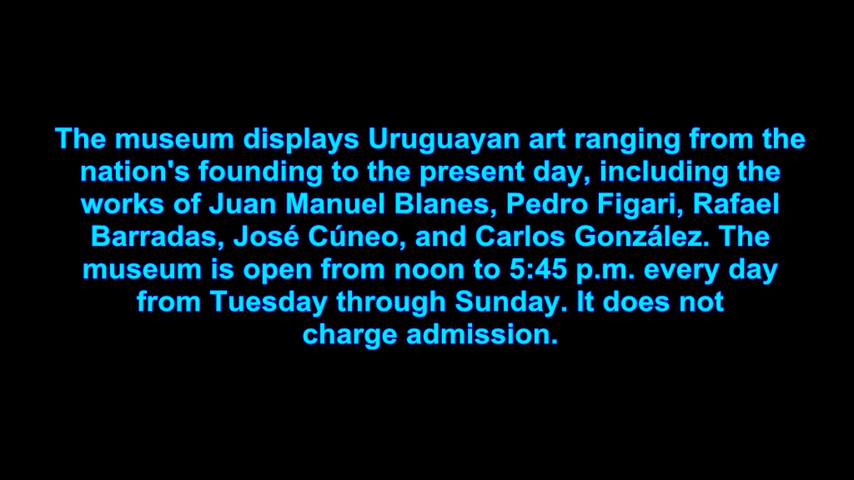 The museum displays Uruguayan art ranging from the
nation's founding to the present day, including the
works of Juan Manuel Blanes, Pedro Figari, Rafael
Barradas, José Cúneo, and Carlos González. The
museum is open from noon to 5:45 p.m. every day
from Tuesday through Sunday. It does not
charge admission.